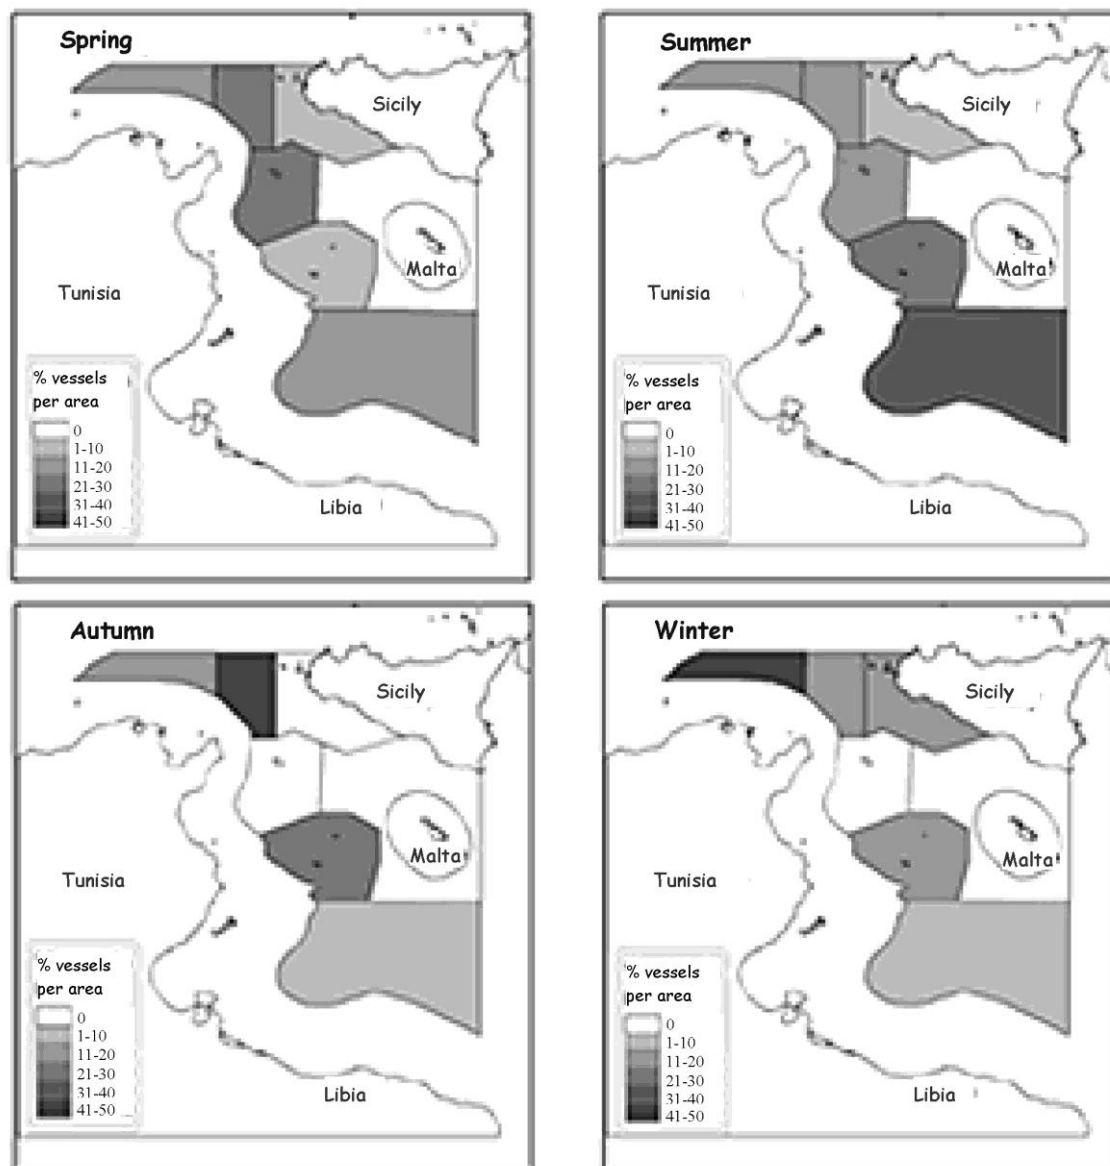 Spring
Sicily
Malta
Tunisia
% vessels
per area
0
1-10
11-20
21-30
31-40
41-50
Libia
Summer
Sicily
Malta
Tunisia
% vessels
per area
0
1-10
11-20
21-30
31-40
41-50
Libia
Autumn
Sicily
Malta
Tunisia
% vessels
per area
0
1-10
11-20
21-30
31-40
41-50
Libia
Winter
Sicily
Malta
Tunisia
% vessels
per area
0
1-10
11-20
21-30
31-40
41-50
Libia